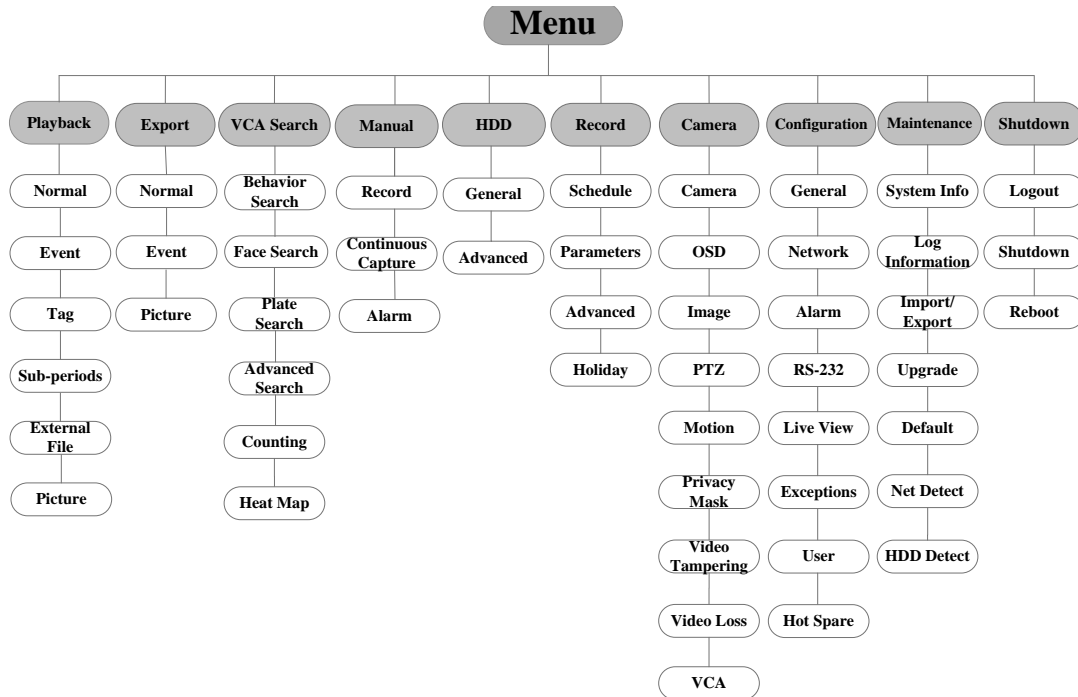 Menu
Playback
Export
VCA Search
Manual
HDD
Record
Camera
Configuration
Maintenance
Shutdown
Normal
Event
Tag
Sub-periods
External
File
Picture
Normal
Event
Picture
Behavior
Search
Face Search
Plate
Search
Advanced
Search
Counting
Heat Map
Record
Continuous
Capture
Alarm
General
Advanced
Schedule
Parameters
Advanced
Holiday
Camera
OSD
Image
PTZ
Motion
Privacy
Mask
Video
Tampering
Video Loss
VCA
General
Network
Alarm
RS-232
Live View
Exceptions
User
Hot Spare
System Info
Log
Information
Import/
Export
Upgrade
Default
Net Detect
HDD Detect
Logout
Shutdown
Reboot